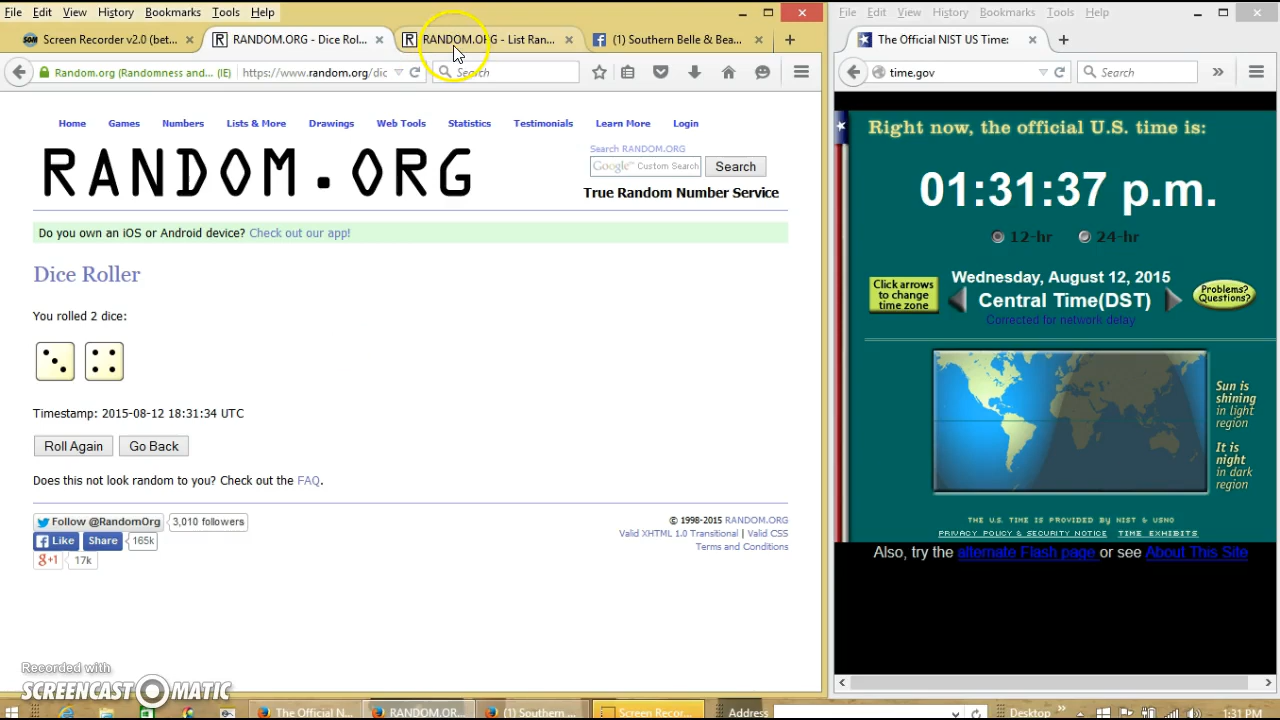 File Edit View History Bookmarks Tools Help
Screen Recorder v2.0 (bet...
RANDOM.ORG - Dice Rol...
RANDOM.ORG - List Ran...
(1) Southern Belle & Bea...
Random.org (Randomness and... (IE)
https://www.random.org/dic
Search
Home Games Numbers Lists & More Drawings Web Tools Statistics Testimonials Learn More Login
RANDOM.ORG
Search RANDOM.ORG
Google™ Custom Search
Search
True Random Number Service
Do you own an iOS or Android device? Check out our app!
Dice Roller
You rolled 2 dice:
Timestamp: 2015-08-12 18:31:34 UTC
Roll Again
Go Back
Does this not look random to you? Check out the FAQ.
Follow @RandomOrg
3,010 followers
Like
Share
165k
g+1
17k
© 1998-2015 RANDOM.ORG
Valid XHTML 1.0 Transitional | Valid CSS
Terms and Conditions
Recorded with
SCREENCAST-O-MATIC
File Edit View History Bookmarks Tools Help
The Official NIST US Time:
time.gov
Search
Right now, the official U.S. time is:
01:31:37 p.m.
12-hr
24-hr
Click arrows
to change
time zone
Wednesday, August 12, 2015
Central Time(DST)
Corrected for network delay
Problems?
Questions?
Sun is
shining
in light
region
It is
night
in dark
region
THE U.S. TIME IS PROVIDED BY NIST & USNO
PRIVACY POLICY & SECURITY NOTICE TIME EXHIBITS
Also, try the alternate Flash page or see About This Site
The Official N...
RANDOM.OR...
(1) Southern ...
Screen Recor...
Address
Desktop
1:31 PM